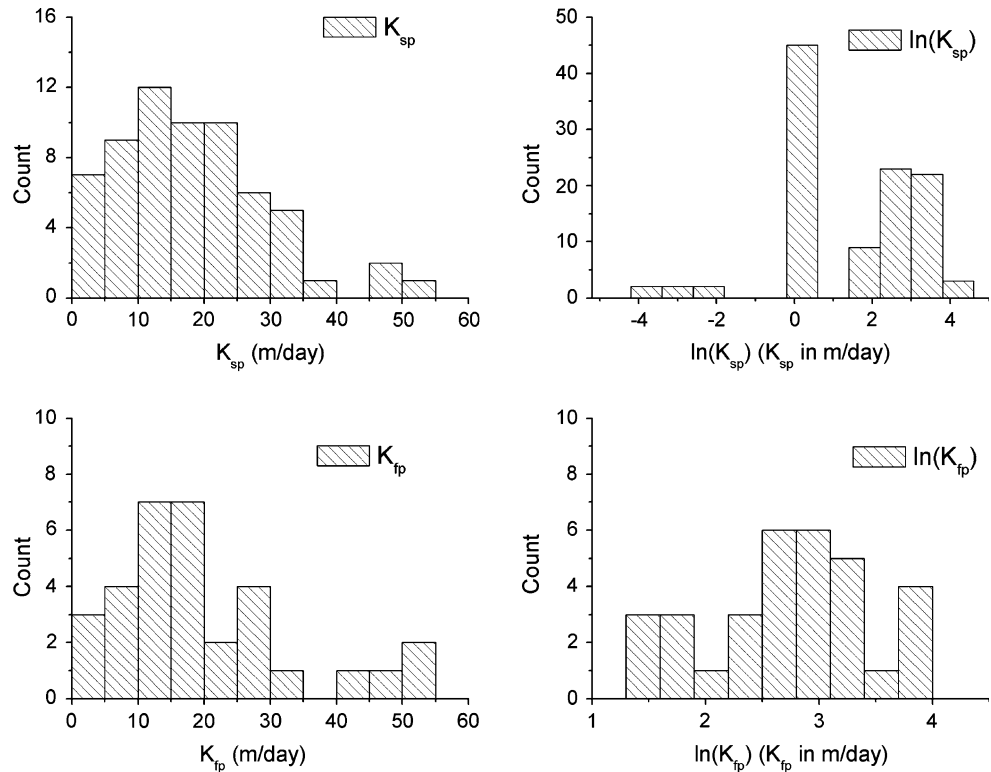 16
12
8
4
0
Count
K_sp
0 10 20 30 40 50 60
K_sp (m/day)
50
40
30
20
10
0
Count
ln(K_sp)
-4 -2 0 2 4
ln(K_sp) (K_sp in m/day)
10
8
6
4
2
0
Count
K_fp
0 10 20 30 40 50 60
K_fp (m/day)
10
8
6
4
2
0
Count
ln(K_fp)
1 2 3 4
ln(K_fp) (K_fp in m/day)